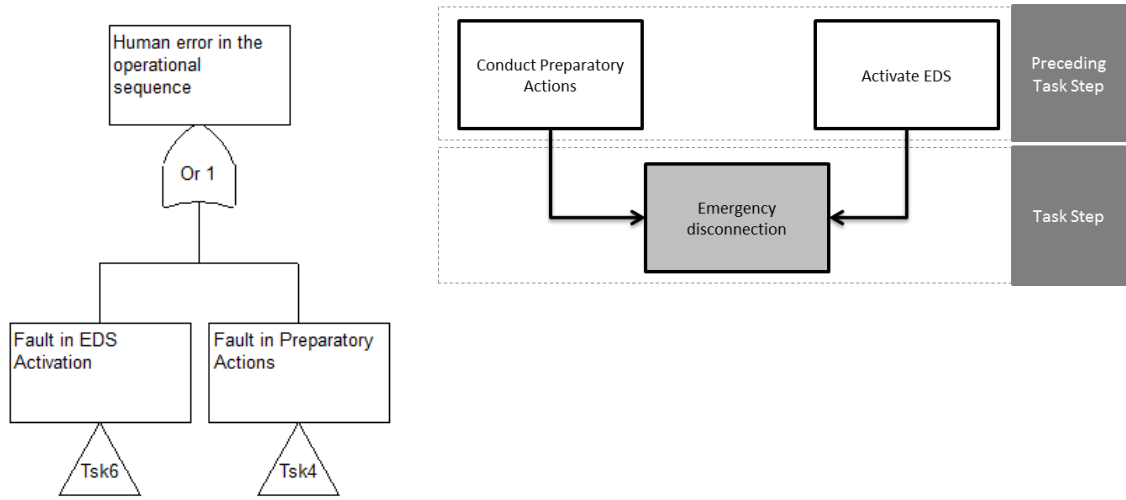 Human error in the
operational
sequence
Or 1
Fault in EDS
Activation
Fault in Preparatory
Actions
Tsk6
Tsk4
Conduct Preparatory
Actions
Activate EDS
Preceding
Task Step
Emergency
disconnection
Task Step